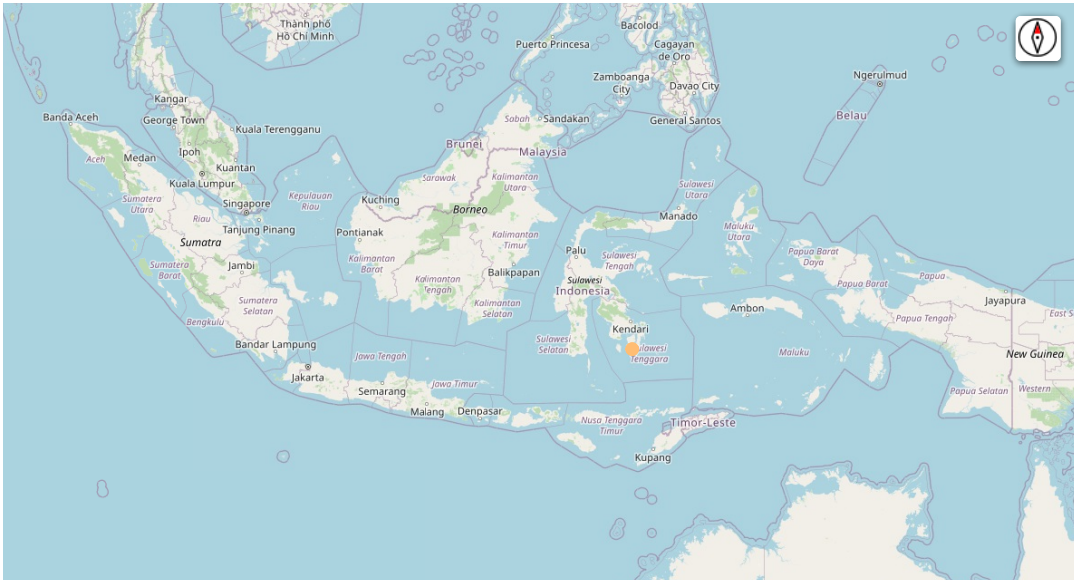 Thành phố
Hồ Chí Minh
Bacolod
Puerto Princesa
Cagayan
de Oro
Zamboanga
City
Davao City
Ngerulmud
Kangar
Banda Aceh
George Town
Kuala Terengganu
Sabah
Sandakan
General Santos
Belau
Ipoh
Brunei
Malaysia
Aceh
Medan
Kuantan
Kuala Lumpur
Sarawak
Kalimantan
Utara
Sulawesi
Utara
Sumatera
Utara
Kepulauan
Riau
Kuching
Singapore
Borneo
Manado
Riau
Tanjung Pinang
Pontianak
Maluku
Utara
Sumatra
Kalimantan
Timur
Palu
Sulawesi
Tengah
Papua Barat
Daya
Sumatera
Barat
Jambi
Kalimantan
Barat
Balikpapan
Papua
Kalimantan
Tengah
Sulawesi
Indonesia
Papua Barat
Sumatera
Selatan
Kalimantan
Selatan
Ambon
Jayapura
Bengkulu
Kendari
Papua Tengah
East S
Bandar Lampung
Sulawesi
Selatan
Sulawesi
Tenggara
Jawa Tengah
Maluku
New Guinea
Jakarta
Semarang
Jawa Timur
Papua Selatan
Western
Malang
Denpasar
Nusa Tenggara
Timur
Timor-Leste
Kupang